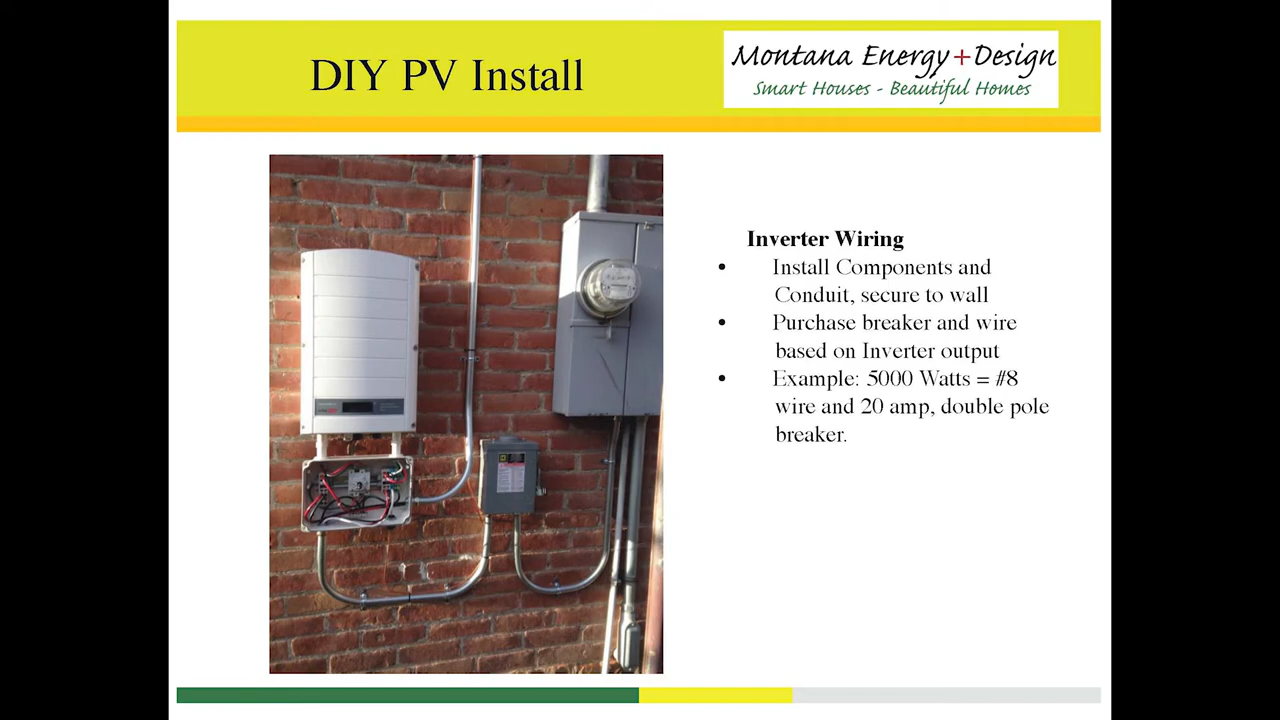 DIY PV Install
Montana Energy+Design
Smart Houses - Beautiful Homes
Inverter Wiring
• Install Components and
Conduit, secure to wall
• Purchase breaker and wire
based on Inverter output
• Example: 5000 Watts = #8
wire and 20 amp, double pole
breaker.